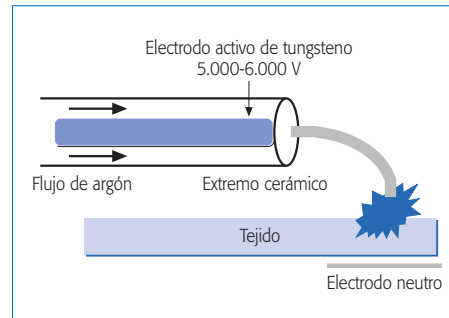 Electrodo activo de tungsteno
5.000-6.000 V
Flujo de argón
Extremo cerámico
Tejido
Electrodo neutro